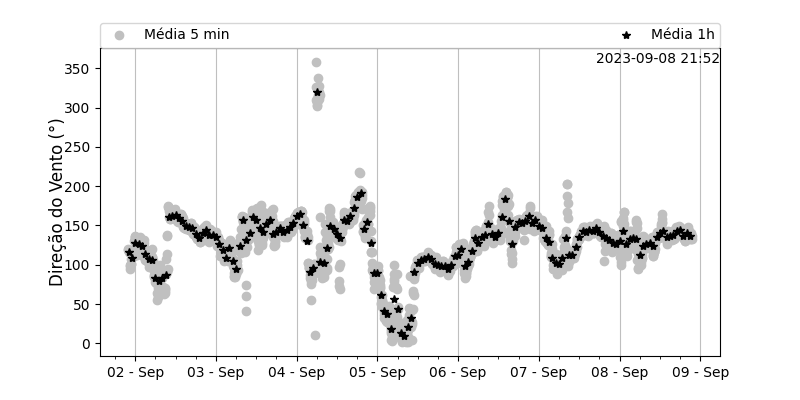 Média 5 min
Média 1h
2023-09-08 21:52
Direção do Vento (°)
350
300
250
200
150
100
50
0
02 - Sep
03 - Sep
04 - Sep
05 - Sep
06 - Sep
07 - Sep
08 - Sep
09 - Sep